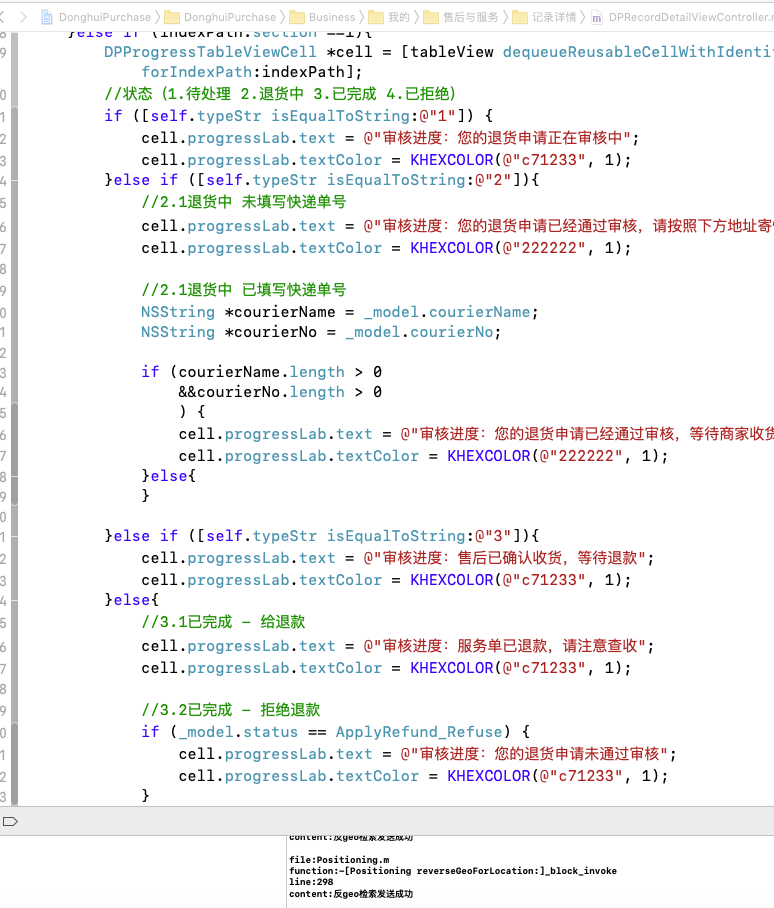 DonghuiPurchase DonghuiPurchase Business 我的 售后与服务 记录详情 m DPRecordDetailViewController.m
}else if (indexPath.section ==1){
DPProgressTableViewCell *cell = [tableView dequeueReusableCellWithIdenti
forIndexPath:indexPath];
//状态（1.待处理 2.退货中 3.已完成 4.已拒绝）
if ([self.typeStr isEqualToString:@"1"]) {
cell.progressLab.text = @"审核进度：您的退货申请正在审核中";
cell.progressLab.textColor = KHEXCOLOR(@"c71233", 1);
}else if ([self.typeStr isEqualToString:@"2"]){
//2.1退货中 未填写快递单号
cell.progressLab.text = @"审核进度：您的退货申请已经通过审核，请按照下方地址寄
cell.progressLab.textColor = KHEXCOLOR(@"222222", 1);
//2.1退货中 已填写快递单号
NSString *courierName = _model.courierName;
NSString *courierNo = _model.courierNo;
if (courierName.length > 0
&&courierNo.length > 0
) {
cell.progressLab.text = @"审核进度：您的退货申请已经通过审核，等待商家收货
cell.progressLab.textColor = KHEXCOLOR(@"222222", 1);
}else{
}
}else if ([self.typeStr isEqualToString:@"3"]){
cell.progressLab.text = @"审核进度：售后已确认收货，等待退款";
cell.progressLab.textColor = KHEXCOLOR(@"c71233", 1);
}else{
//3.1已完成 - 给退款
cell.progressLab.text = @"审核进度：服务单已退款，请注意查收";
cell.progressLab.textColor = KHEXCOLOR(@"c71233", 1);
//3.2已完成 - 拒绝退款
if (_model.status == ApplyRefund_Refuse) {
cell.progressLab.text = @"审核进度：您的退货申请未通过审核";
cell.progressLab.textColor = KHEXCOLOR(@"c71233", 1);
}
content:反geo检索发送成功
file:Positioning.m
function:-[Positioning reverseGeoForLocation:]_block_invoke
line:298
content:反geo检索发送成功